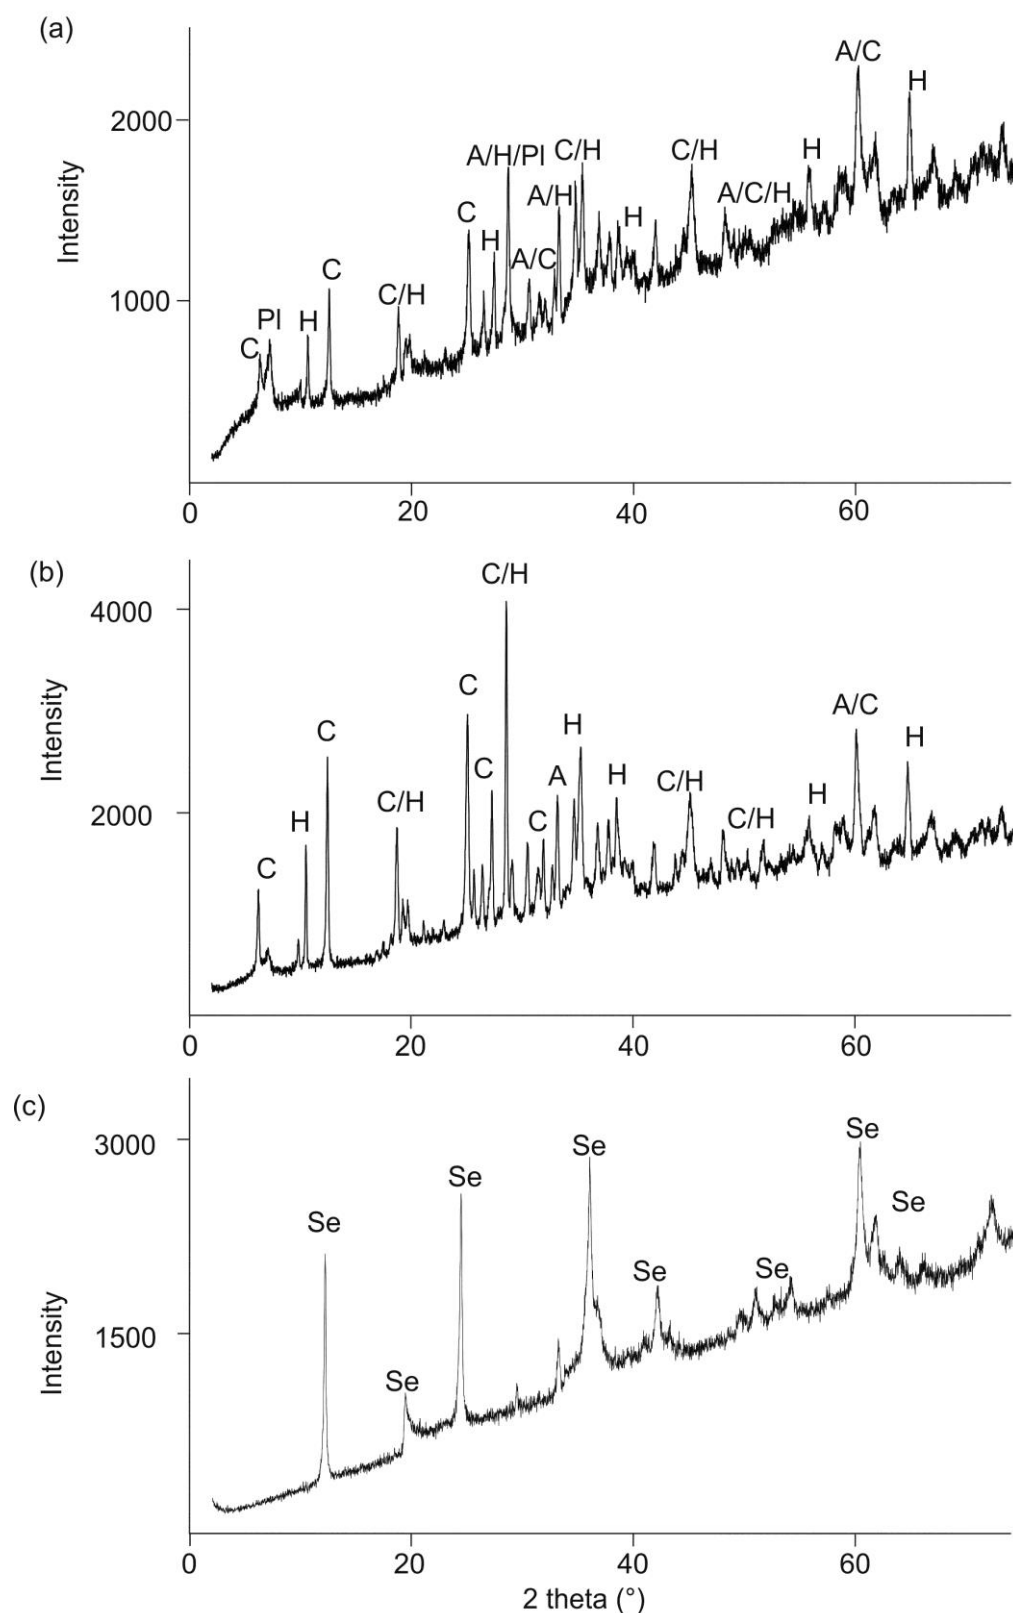 (a)
A/C
H
2000
A/H/Pl
C/H
C/H
H
A/H
A/C/H
C
H
H
A/C
C
1000
C/H
Pl
H
C
Intensity
0
20
40
60
(b)
C/H
4000
C
A/C
C
H
H
C
A
H
C/H
H
H
C/H
C
C/H
2000
C
Intensity
0
20
40
60
(c)
3000
Se
Se
Se
Se
Se
Se
Se
1500
Se
Intensity
0
20
40
60
2 theta (°)